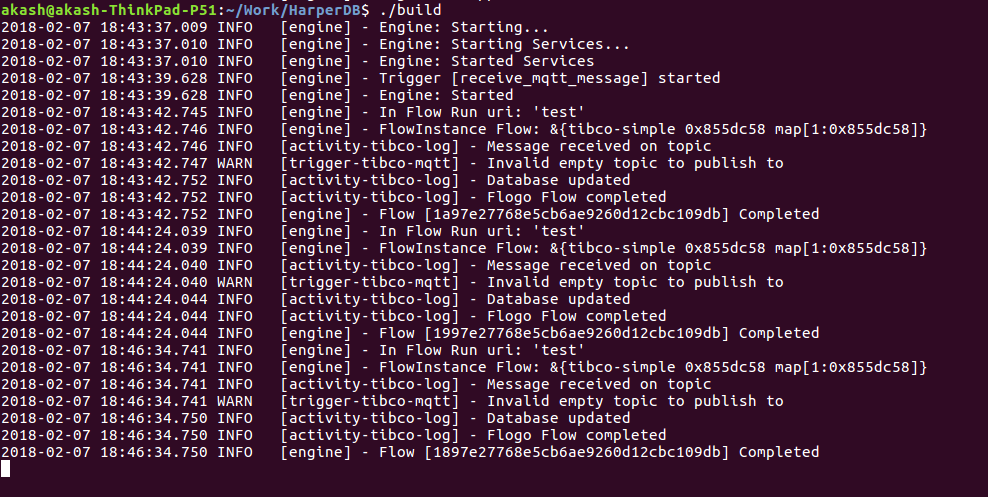 akash@akash-ThinkPad-P51:~/Work/HarperDB$ ./build
2018-02-07 18:43:37.009 INFO   [engine] - Engine: Starting...
2018-02-07 18:43:37.010 INFO   [engine] - Engine: Starting Services...
2018-02-07 18:43:37.010 INFO   [engine] - Engine: Started Services
2018-02-07 18:43:39.628 INFO   [engine] - Trigger [receive_mqtt_message] started
2018-02-07 18:43:39.628 INFO   [engine] - Engine: Started
2018-02-07 18:43:42.745 INFO   [engine] - In Flow Run uri: 'test'
2018-02-07 18:43:42.746 INFO   [engine] - FlowInstance Flow: &{tibco-simple 0x855dc58 map[1:0x855dc58]}
2018-02-07 18:43:42.746 INFO   [activity-tibco-log] - Message received on topic
2018-02-07 18:43:42.747 WARN   [trigger-tibco-mqtt] - Invalid empty topic to publish to
2018-02-07 18:43:42.752 INFO   [activity-tibco-log] - Database updated
2018-02-07 18:43:42.752 INFO   [activity-tibco-log] - Flogo Flow completed
2018-02-07 18:43:42.752 INFO   [engine] - Flow [1a97e27768e5cb6ae9260d12cbc109db] Completed
2018-02-07 18:44:24.039 INFO   [engine] - In Flow Run uri: 'test'
2018-02-07 18:44:24.039 INFO   [engine] - FlowInstance Flow: &{tibco-simple 0x855dc58 map[1:0x855dc58]}
2018-02-07 18:44:24.040 INFO   [activity-tibco-log] - Message received on topic
2018-02-07 18:44:24.040 WARN   [trigger-tibco-mqtt] - Invalid empty topic to publish to
2018-02-07 18:44:24.044 INFO   [activity-tibco-log] - Database updated
2018-02-07 18:44:24.044 INFO   [activity-tibco-log] - Flogo Flow completed
2018-02-07 18:44:24.044 INFO   [engine] - Flow [1997e27768e5cb6ae9260d12cbc109db] Completed
2018-02-07 18:46:34.741 INFO   [engine] - In Flow Run uri: 'test'
2018-02-07 18:46:34.741 INFO   [engine] - FlowInstance Flow: &{tibco-simple 0x855dc58 map[1:0x855dc58]}
2018-02-07 18:46:34.741 INFO   [activity-tibco-log] - Message received on topic
2018-02-07 18:46:34.741 WARN   [trigger-tibco-mqtt] - Invalid empty topic to publish to
2018-02-07 18:46:34.750 INFO   [activity-tibco-log] - Database updated
2018-02-07 18:46:34.750 INFO   [activity-tibco-log] - Flogo Flow completed
2018-02-07 18:46:34.750 INFO   [engine] - Flow [1897e27768e5cb6ae9260d12cbc109db] Completed